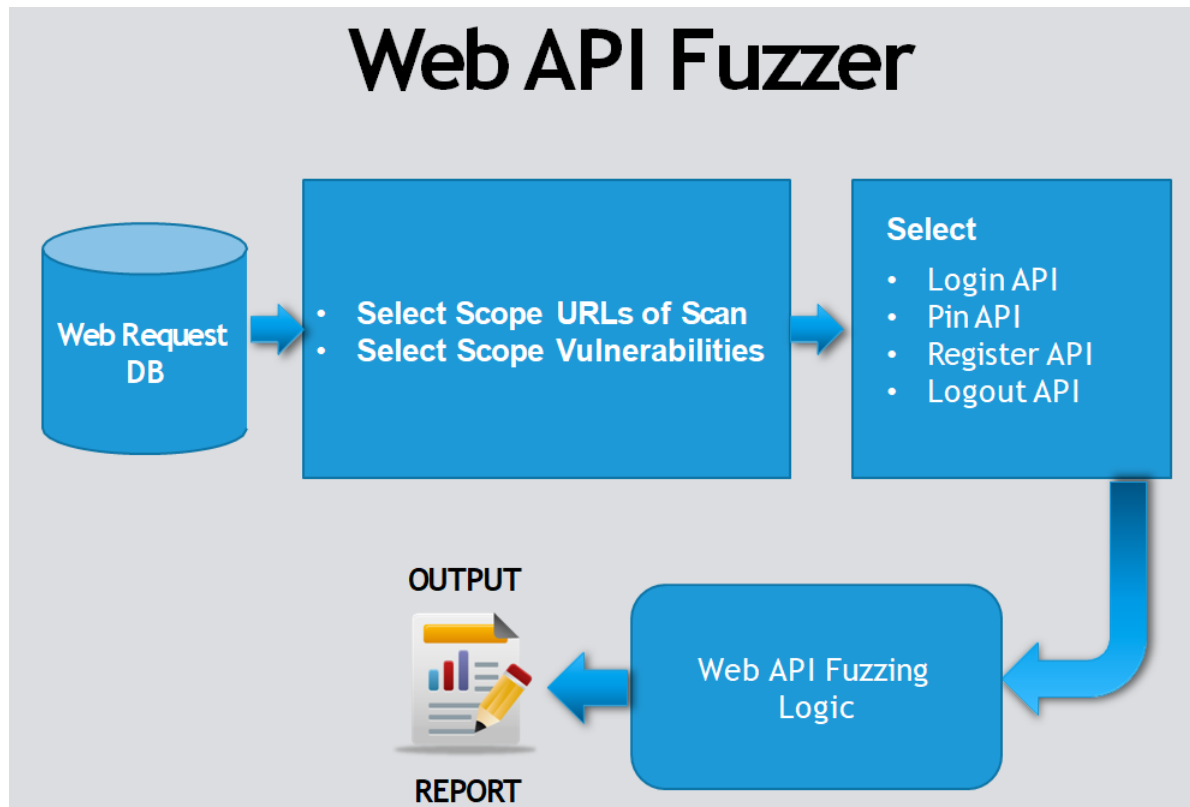 Web API Fuzzer
Web Request
DB
• Select Scope URLs of Scan
• Select Scope Vulnerabilities
Select
• Login API
• Pin API
• Register API
• Logout API
OUTPUT
REPORT
Web API Fuzzing
Logic